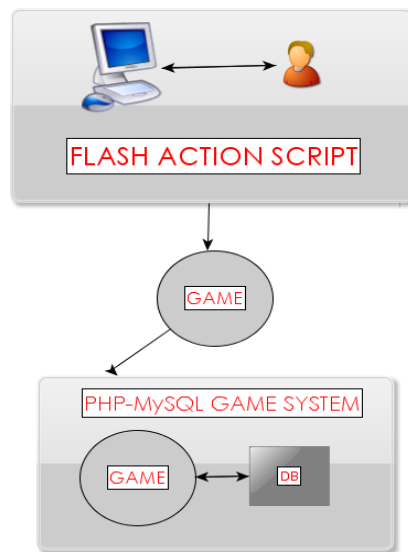 FLASH ACTION SCRIPT
GAME
PHP-MySQL GAME SYSTEM
GAME
DB